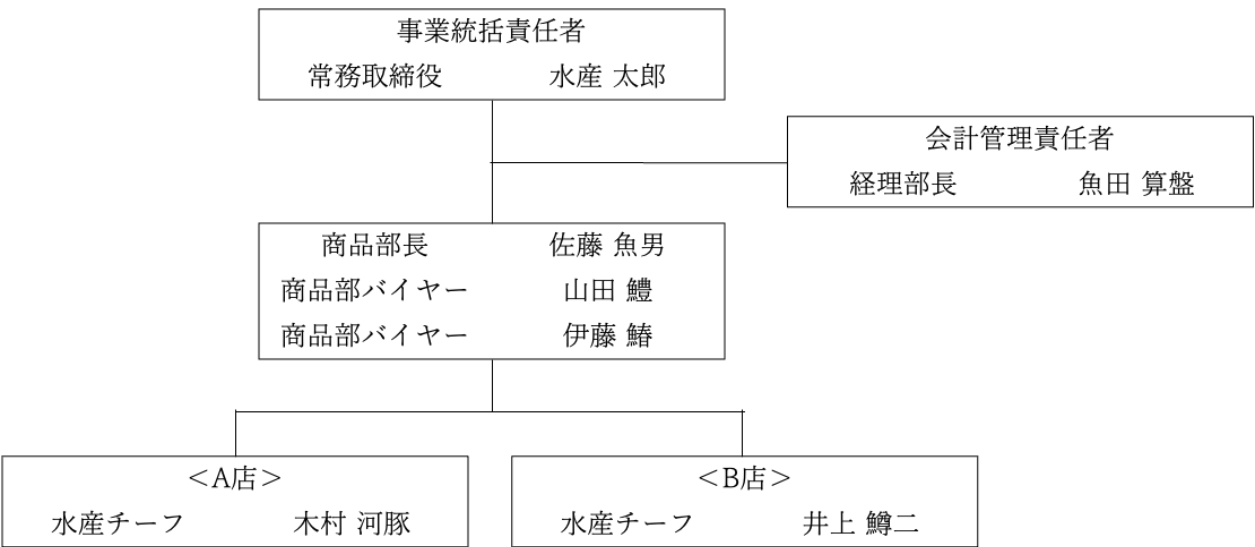 事業統括責任者
常務取締役 水産 太郎
会計管理責任者
経理部長 魚田 算盤
商品部長 佐藤 魚男
商品部バイヤー 山田 鱧
商品部バイヤー 伊藤 鰆
＜A店＞
水産チーフ 木村 河豚
＜B店＞
水産チーフ 井上 鱒二